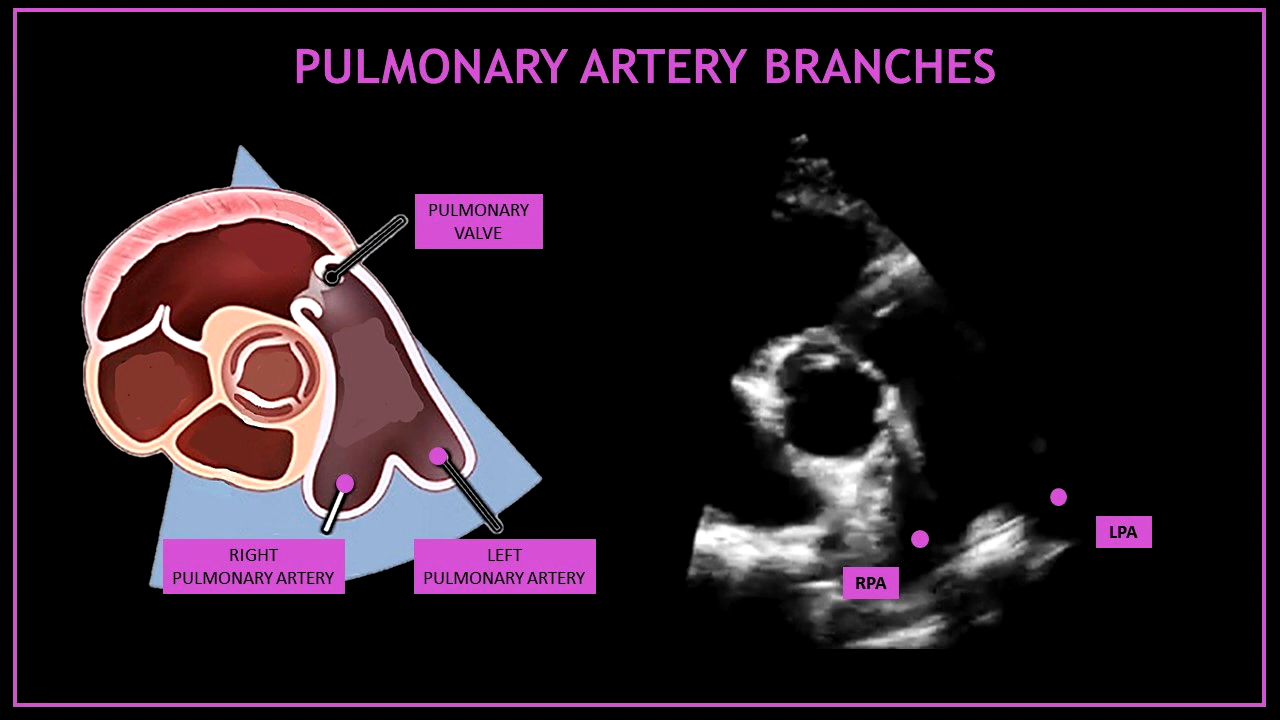 PULMONARY ARTERY BRANCHES
PULMONARY
VALVE
RIGHT
PULMONARY ARTERY
LEFT
PULMONARY ARTERY
LPA
RPA